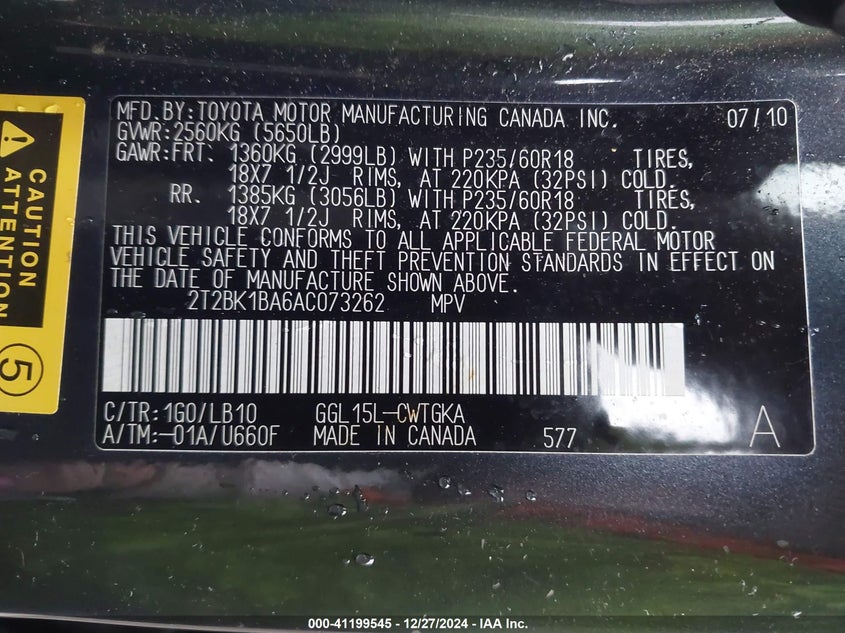 MFD.BY:TOYOTA MOTOR MANUFACTURING CANADA INC. 07/10
GVWR:2560KG (5650LB)
GAWR:FRT. 1360KG (2999LB) WITH P235/60R18 TIRES,
18X7 1/2J RIMS, AT 220KPA (32PSI) COLD.
RR. 1385KG (3056LB) WITH P235/60R18 TIRES,
18X7 1/2J RIMS, AT 220KPA (32PSI) COLD.
THIS VEHICLE CONFORMS TO ALL APPLICABLE FEDERAL MOTOR
VEHICLE SAFETY AND THEFT PREVENTION STANDARDS IN EFFECT ON
THE DATE OF MANUFACTURE SHOWN ABOVE.
2T2BK1BA6AC073262 MPV
C/TR:1G0/LB10 GGL15L-CWTGKA
A/TM:-01A/U660F MADE IN CANADA 577 A
CAUTION
ATTENTION
5
000-41199545 - 12/27/2024 - IAA Inc.